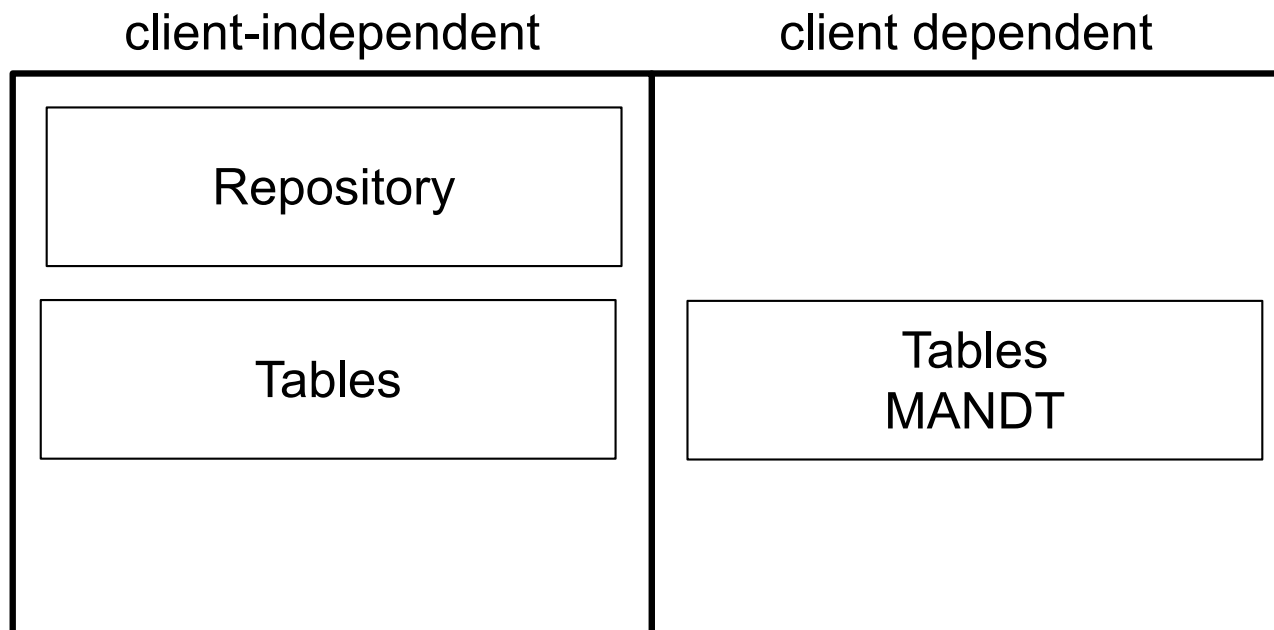 client-independent
client dependent
Repository
Tables
Tables
MANDT